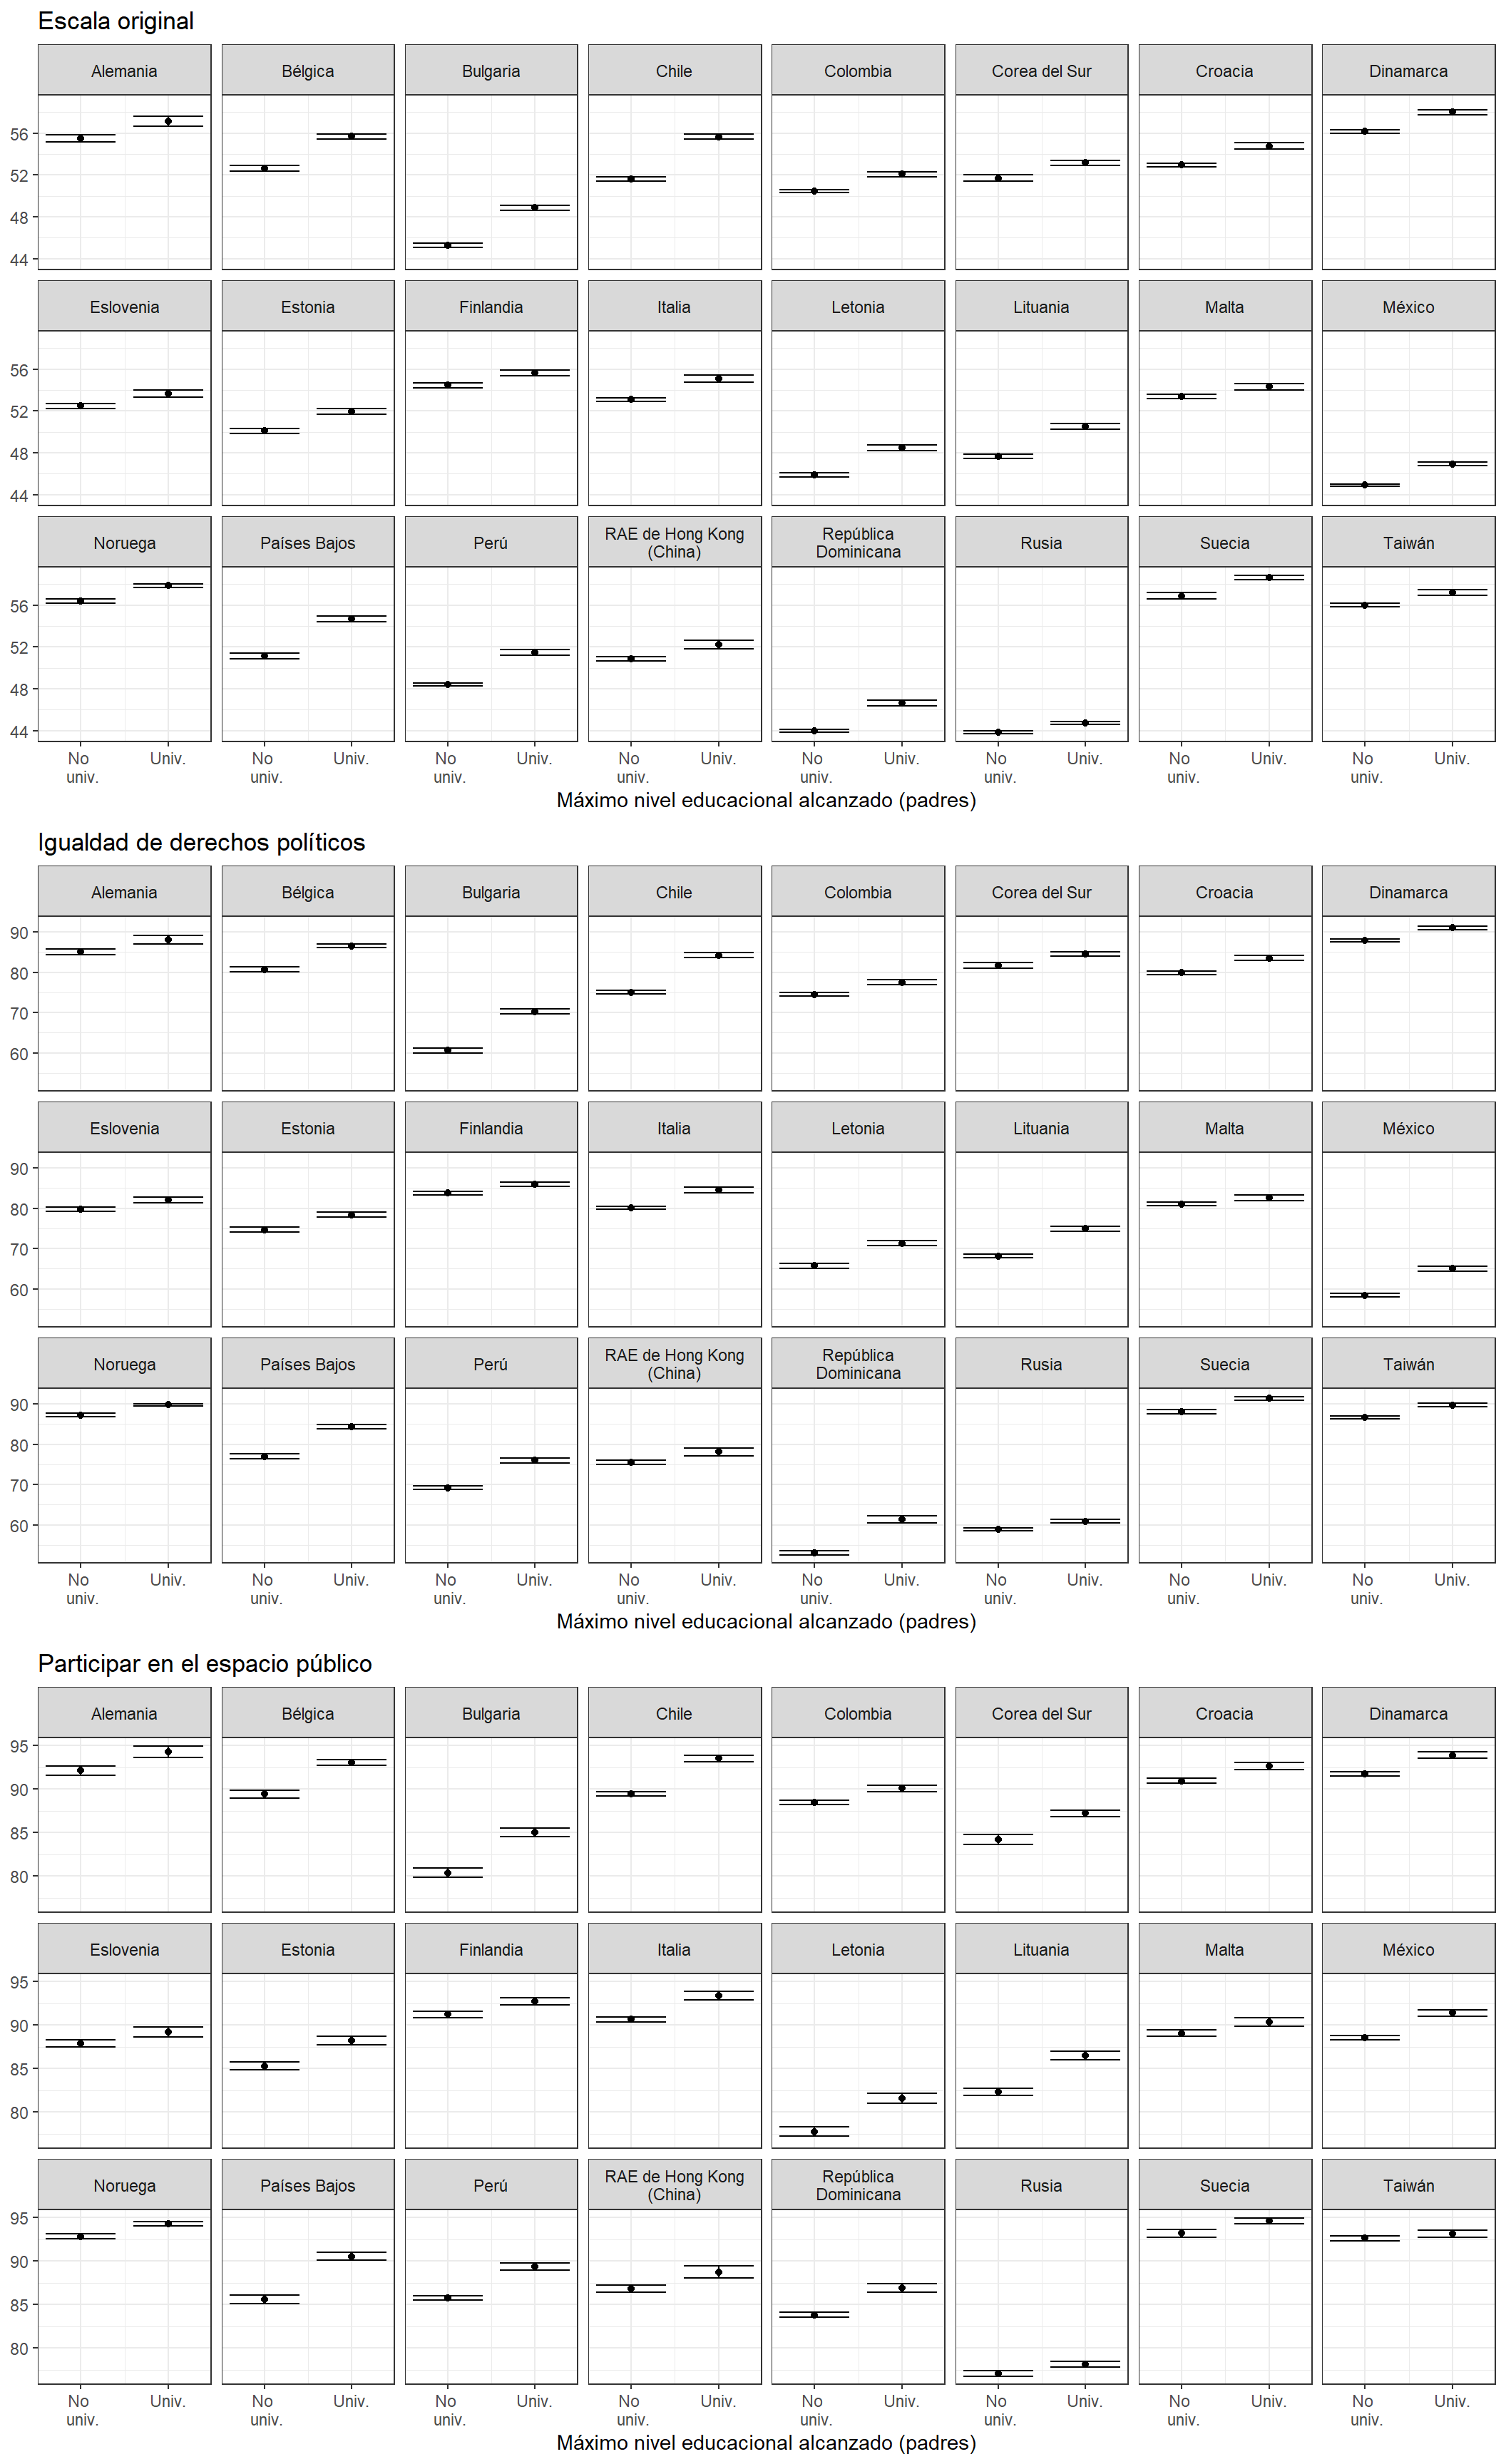 Escala original
Alemania Bélgica Bulgaria Chile Colombia Corea del Sur Croacia Dinamarca
56
52
48
44
Eslovenia Estonia Finlandia Italia Letonia Lituania Malta México
56
52
48
44
Noruega Países Bajos Perú RAE de Hong Kong (China) República Dominicana Rusia Suecia Taiwán
56
52
48
44
No Univ. No Univ. No Univ. No Univ. No Univ. No Univ. No Univ. No Univ.
univ. univ. univ. univ. univ. univ. univ. univ.
Máximo nivel educacional alcanzado (padres)
Igualdad de derechos políticos
Alemania Bélgica Bulgaria Chile Colombia Corea del Sur Croacia Dinamarca
90
80
70
60
Eslovenia Estonia Finlandia Italia Letonia Lituania Malta México
90
80
70
60
Noruega Países Bajos Perú RAE de Hong Kong (China) República Dominicana Rusia Suecia Taiwán
90
80
70
60
No Univ. No Univ. No Univ. No Univ. No Univ. No Univ. No Univ. No Univ.
univ. univ. univ. univ. univ. univ. univ. univ.
Máximo nivel educacional alcanzado (padres)
Participar en el espacio público
Alemania Bélgica Bulgaria Chile Colombia Corea del Sur Croacia Dinamarca
95
90
85
80
Eslovenia Estonia Finlandia Italia Letonia Lituania Malta México
95
90
85
80
Noruega Países Bajos Perú RAE de Hong Kong (China) República Dominicana Rusia Suecia Taiwán
95
90
85
80
No Univ. No Univ. No Univ. No Univ. No Univ. No Univ. No Univ. No Univ.
univ. univ. univ. univ. univ. univ. univ. univ.
Máximo nivel educacional alcanzado (padres)